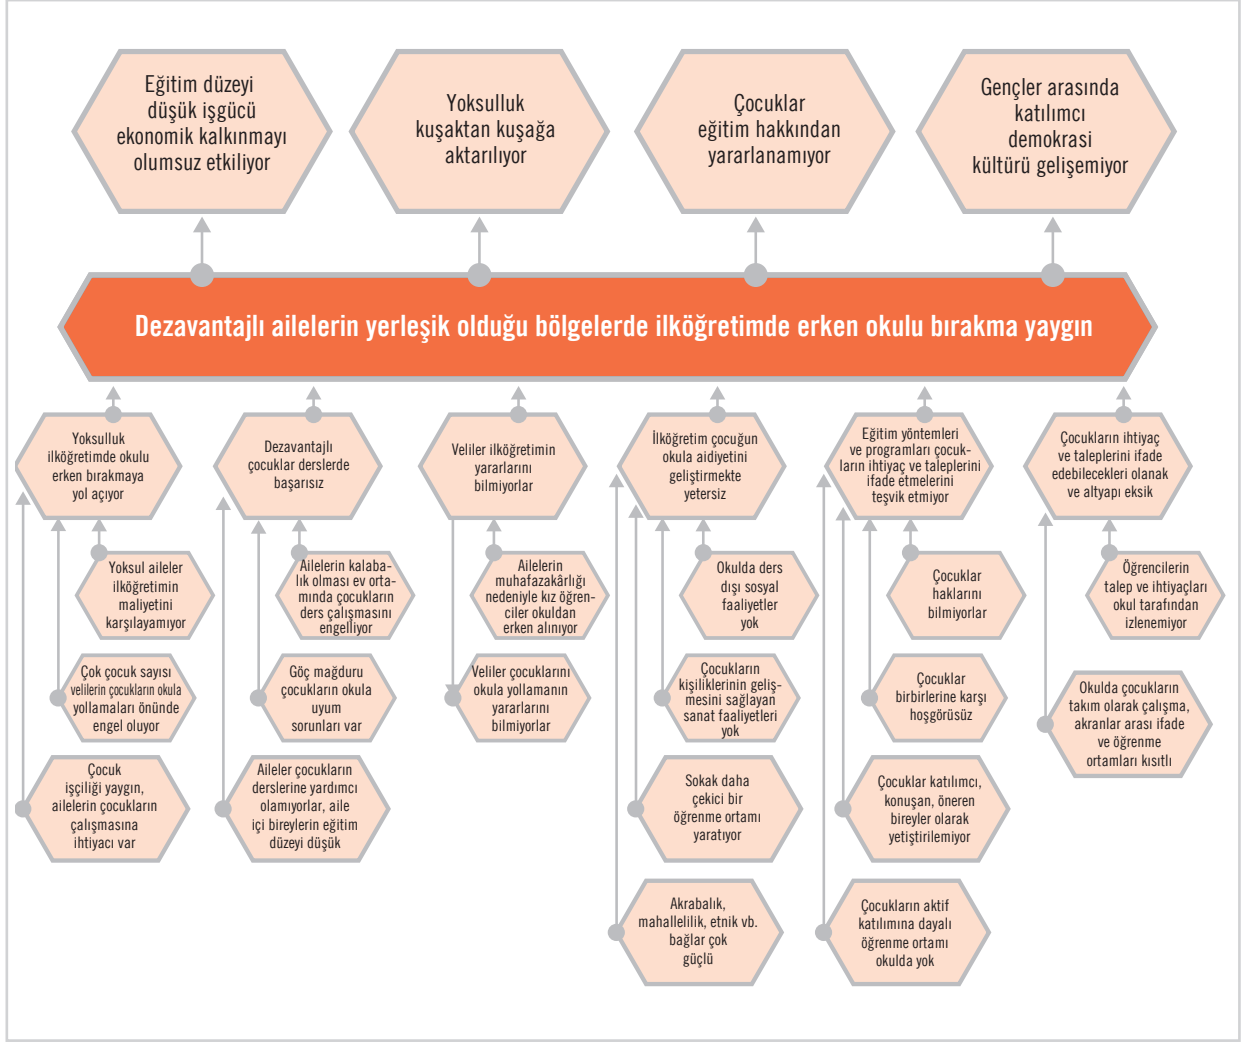 Eğitim düzeyi
düşük işgücü
ekonomik kalkınmayı
olumsuz etkiliyor
Yoksulluk
kuşaktan kuşağa
aktarılıyor
Çocuklar
eğitim hakkından
yararlanamıyor
Gençler arasında
katılımcı
demokrasi
kültürü gelişemiyor
Dezavantajlı ailelerin yerleşik olduğu bölgelerde ilköğretimde erken okulu bırakma yaygın
Yoksulluk
ilköğretimde okulu
erken bırakmaya
yol açıyor
Dezavantajlı
çocuklar derslerde
başarısız
Veliler ilköğretimin
yararlarını
bilmiyorlar
İlköğretim çocuğun
okula aidiyetini
geliştirmekte
yetersiz
Eğitim yöntemleri
ve programları çocuk-
ların ihtiyaç ve taleplerini
ifade etmelerini
teşvik etmiyor
Çocukların ihtiyaç
ve taleplerini ifade
edebilecekleri olanak
ve altyapı eksik
Yoksul aileler
ilköğretimin
maliyetini
karşılayamıyor
Ailelerin kalaba-
lık olması ev orta-
mında çocukların
ders çalışmasını
engelliyor
Ailelerin
muhafazakârlığı
nedeniyle kız öğren-
ciler okuldan
erken alınıyor
Okulda ders
dışı sosyal
faaliyetler
yok
Çocuklar
haklarını
bilmiyorlar
Öğrencilerin
talep ve ihtiyaçları
okul tarafından
izlenemiyor
Çok çocuk sayısı
velilerin çocukların okula
yollamaları önünde
engel oluyor
Göç mağduru
çocukların okula
uyum
sorunları var
Veliler çocuklarını
okula yollamanın
yararlarını
bilmiyorlar
Çocukların
kişiliklerinin geliş-
mesini sağlayan
sanat faaliyetleri
yok
Çocuklar
birbirlerine karşı
hoşgörüsüz
Okulda çocukların
takım olarak çalışma,
akranlar arası ifade
ve öğrenme
ortamları kısıtlı
Çocuk
işçiliği yaygın,
ailelerin çocukların
çalışmasına
ihtiyacı var
Aileler çocukların
derslerine yardımcı
olamıyorlar, aile
içi bireylerin eğitim
düzeyi düşük
Sokak daha
çekici bir
öğrenme ortamı
yaratıyor
Çocuklar katılımcı,
konuşan, öneren
bireyler olarak
yetiştirilemiyor
Akrabalık,
mahallelilik, etnik vb.
bağlar çok
güçlü
Çocukların aktif
katılımına dayalı
öğrenme ortamı
okulda yok